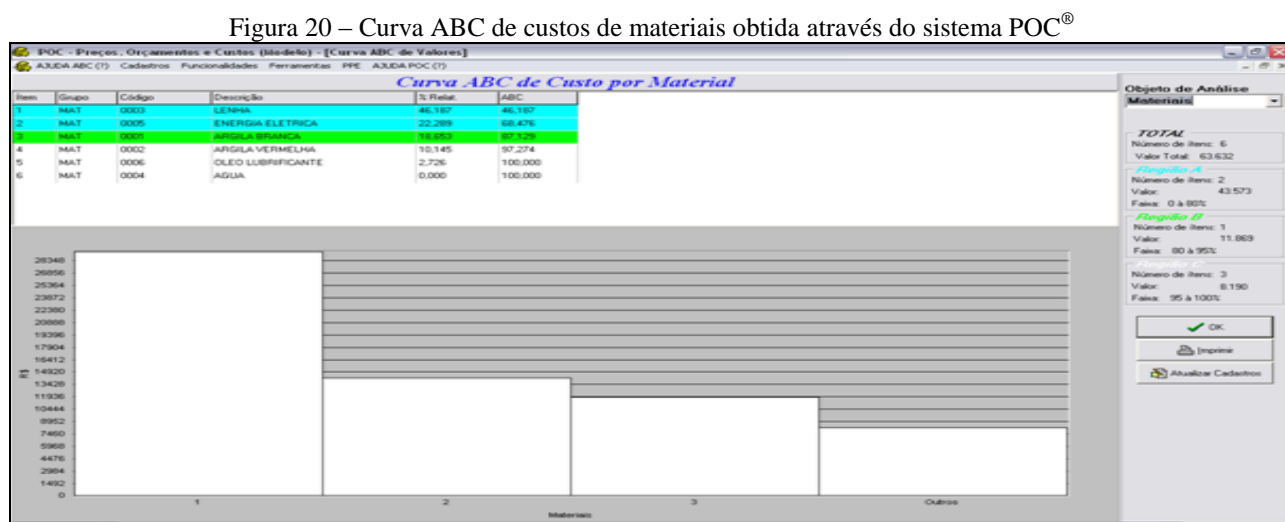 Figura 20 – Curva ABC de custos de materiais obtida através do sistema POC®
POC - Preços, Orçamentos e Custos (Modelo) - [Curva ABC de Valores]
AJUDA ABC (?) Cadastros Funcionalidades Ferramentas PPE AJUDA POC (?)
Curva ABC de Custo por Material
Item Grupo Código Descrição % Relat. ABC
1 MAT 0003 LENHA 46,187 46,187
2 MAT 0005 ENERGIA ELETRICA 22,289 68,476
3 MAT 0001 ARGILA BRANCA 18,653 87,129
4 MAT 0002 ARGILA VERMELHA 10,145 97,274
5 MAT 0006 OLEO LUBRIFICANTE 2,726 100,000
6 MAT 0004 AGUA 0,000 100,000
Objeto de Análise
Materiais
TOTAL
Número de itens: 6
Valor Total: 63.632
Região A
Número de itens: 2
Valor: 43.573
Faixa: 0 à 80%
Região B
Número de itens: 1
Valor: 11.869
Faixa: 80 à 95%
Região C
Número de itens: 3
Valor: 8.190
Faixa: 95 à 100%
OK
Imprimir
Atualizar Cadastros
28348
26856
25364
23872
22380
20888
19396
17904
16412
14920
13428
11936
10444
8952
7460
5968
4476
2984
1492
0
R$
1 2 3 Outros
Materiais